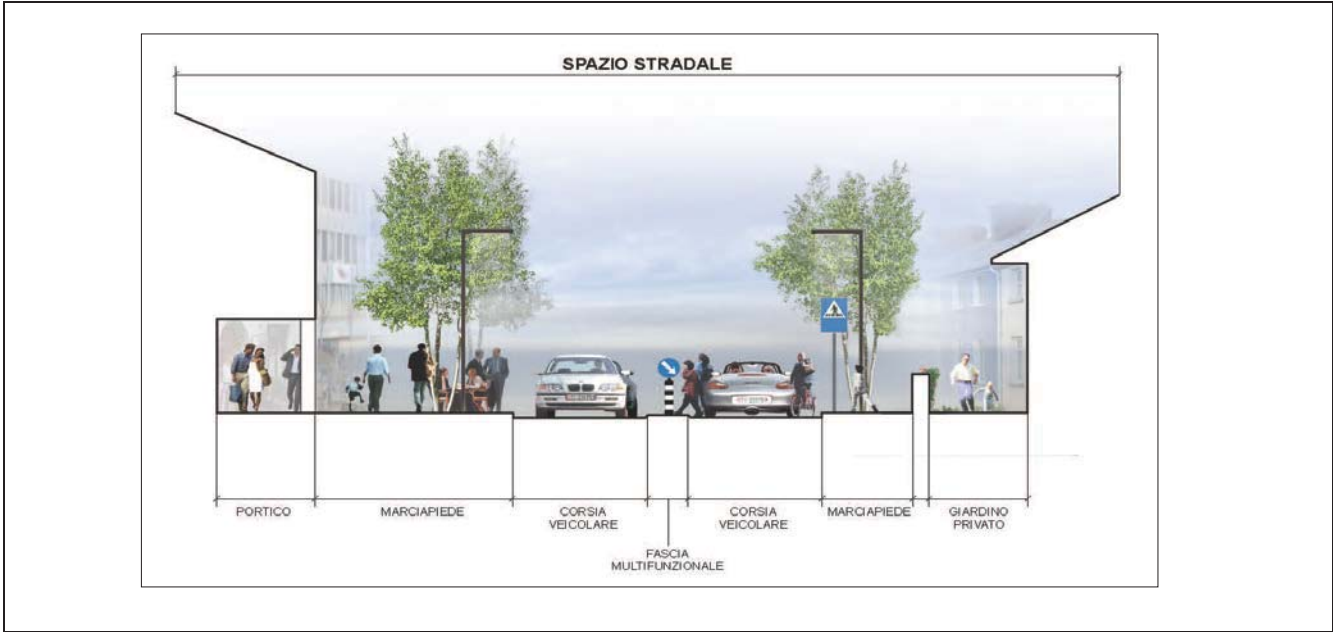 SPAZIO STRADALE
PORTICO
MARCIAPIEDE
CORSIA
VEICOLARE
FASCIA
MULTIFUNZIONALE
CORSIA
VEICOLARE
MARCIAPIEDE
GIARDINO
PRIVATO